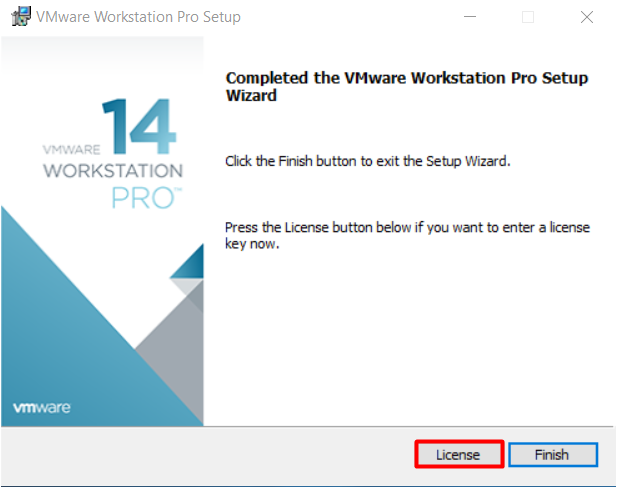 VMware Workstation Pro Setup
VMWARE 14
WORKSTATION
PRO™
vmware
Completed the VMware Workstation Pro Setup
Wizard
Click the Finish button to exit the Setup Wizard.
Press the License button below if you want to enter a license
key now.
License
Finish